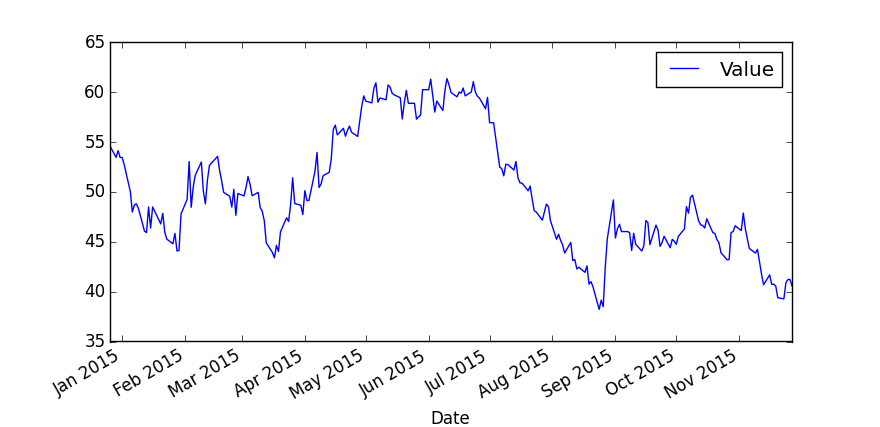 65
Value
60
55
50
45
40
35
Jan 2015
Feb 2015
Mar 2015
Apr 2015
May 2015
Jun 2015
Jul 2015
Aug 2015
Sep 2015
Oct 2015
Nov 2015
Date